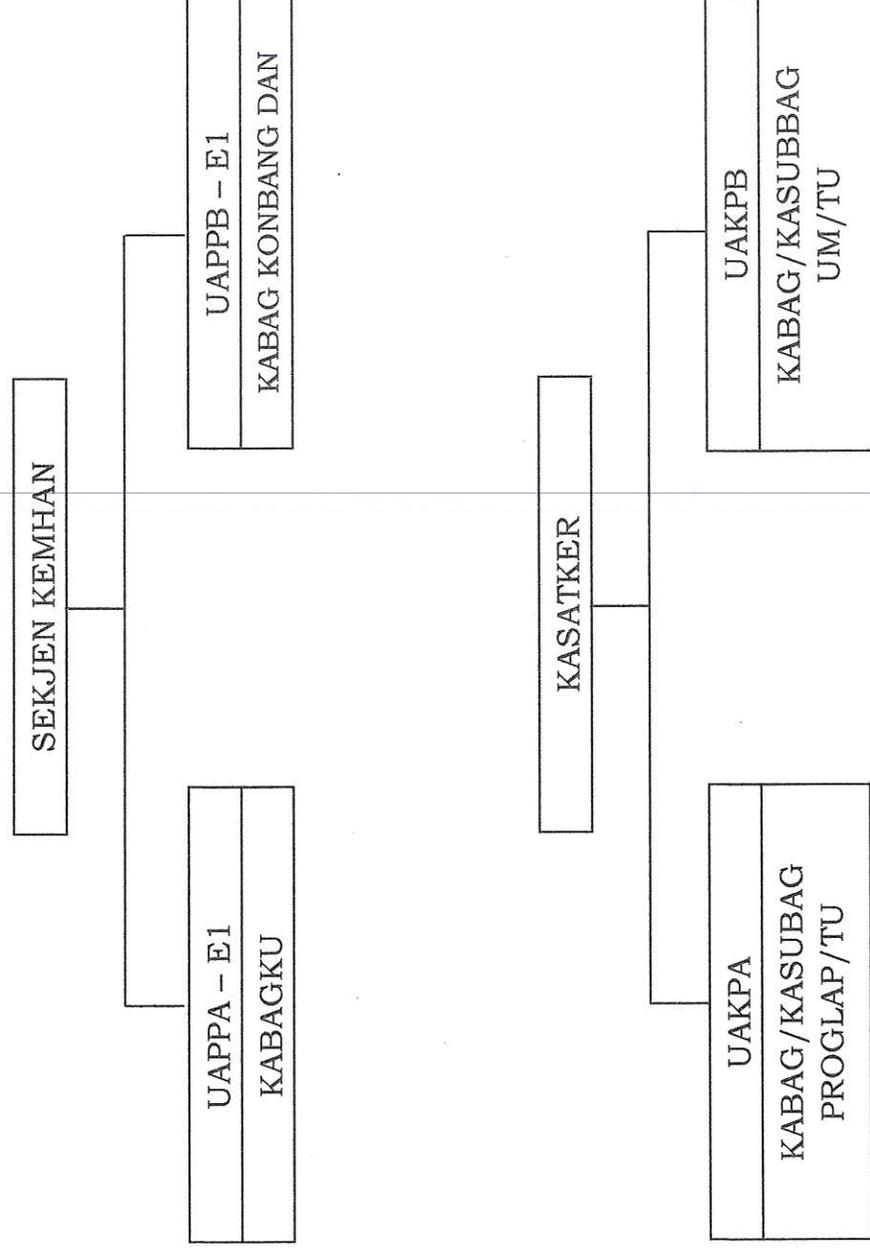 SEKJEN KEMHAN
UAPPA – E1
KABAGKU
UAPPB – E1
KABAG KONBANG DAN
KASATKER
UAKPA
KABAG/KASUBAG
PROGLAP/TU
UAKPB
KABAG/KASUBBAG
UM/TU